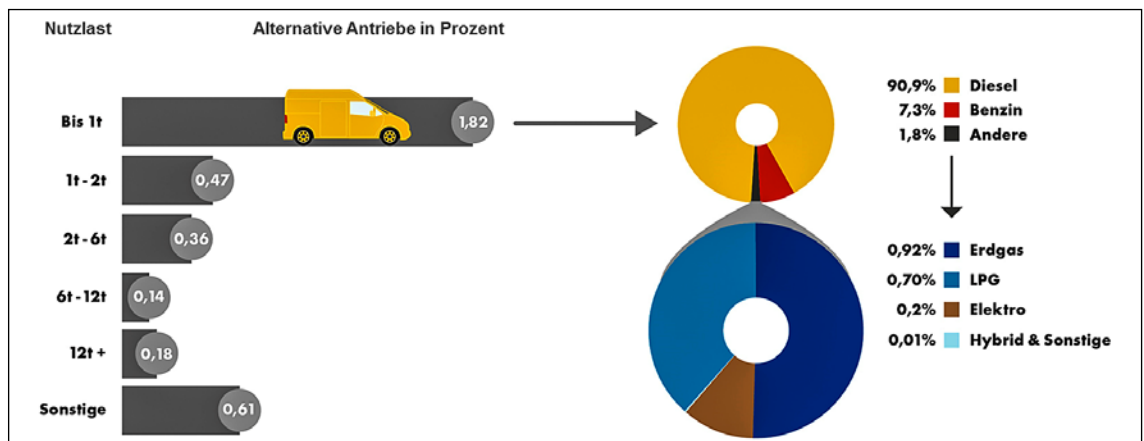 Nutzlast
Alternative Antriebe in Prozent
Bis 1t
1,82
1t-2t
0,47
2t-6t
0,36
6t-12t
0,14
12t+
0,18
Sonstige
0,61
90,9% Diesel
7,3% Benzin
1,8% Andere
0,92% Erdgas
0,70% LPG
0,2% Elektro
0,01% Hybrid & Sonstige